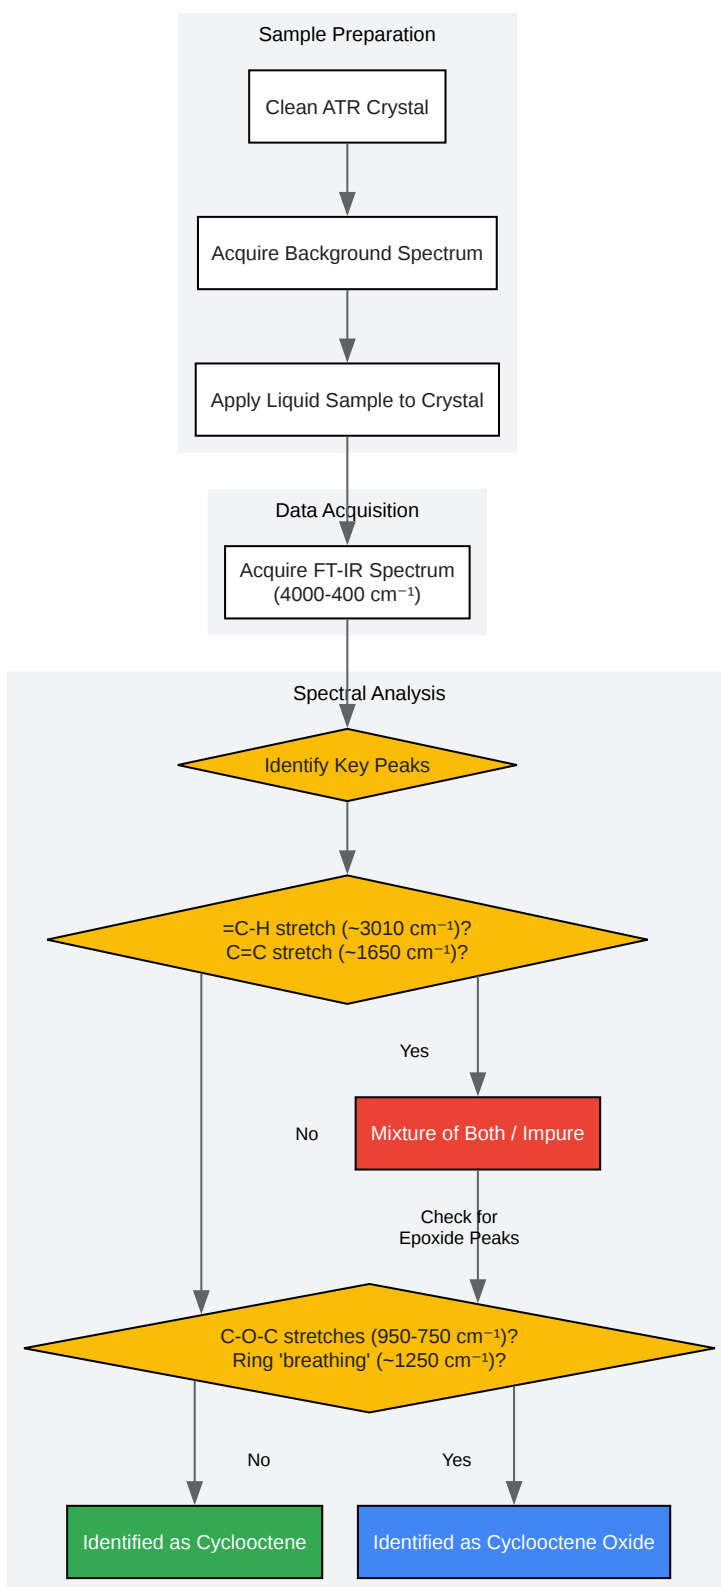 Sample Preparation
Clean ATR Crystal
Acquire Background Spectrum
Apply Liquid Sample to Crystal
Data Acquisition
Acquire FT-IR Spectrum
(4000-400 cm⁻¹)
Spectral Analysis
Identify Key Peaks
=C-H stretch (~3010 cm⁻¹)?
C=C stretch (~1650 cm⁻¹)?
Yes
No
Mixture of Both / Impure
Check for
Epoxide Peaks
C-O-C stretches (950-750 cm⁻¹)?
Ring 'breathing' (~1250 cm⁻¹)?
No
Yes
Identified as Cyclooctene
Identified as Cyclooctene Oxide